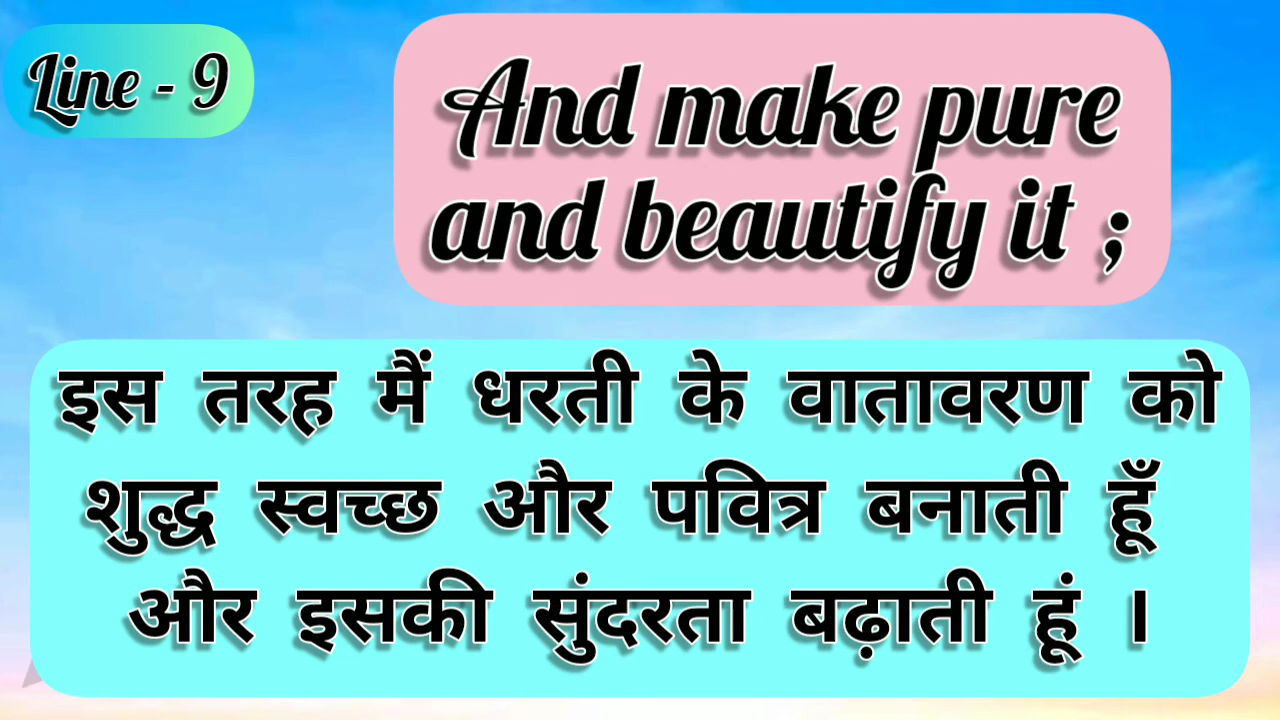 Line - 9
And make pure
and beautify it ;
इस तरह मैं धरती के वातावरण को
शुद्ध स्वच्छ और पवित्र बनाती हूँ
और इसकी सुंदरता बढ़ाती हूं ।